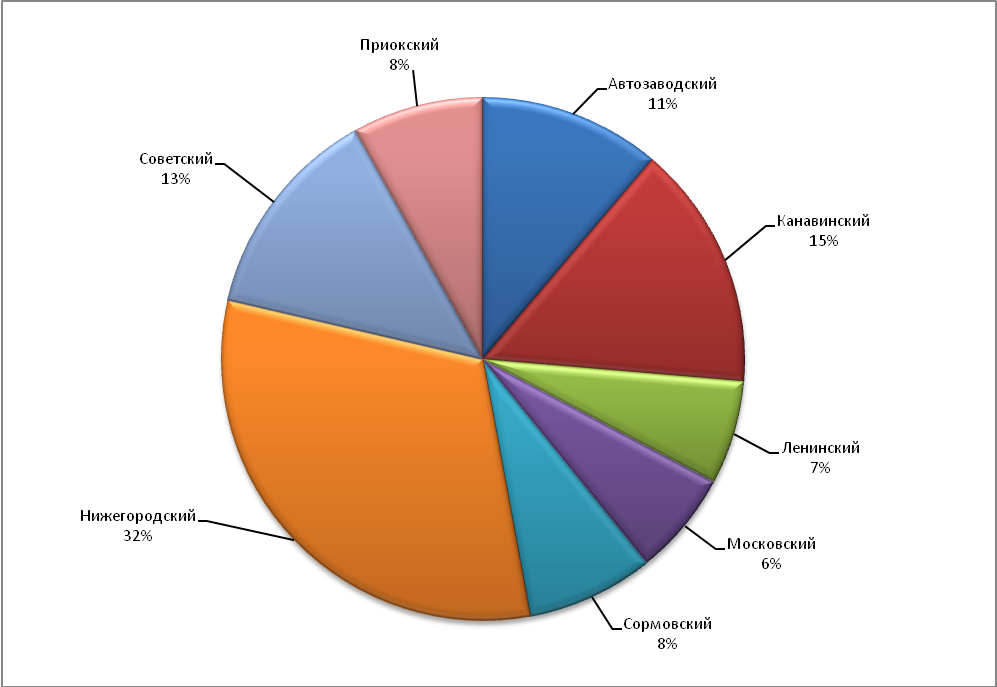 Приокский
8%
Автозаводский
11%
Советский
13%
Канавинский
15%
Ленинский
7%
Нижегородский
32%
Московский
6%
Сормовский
8%